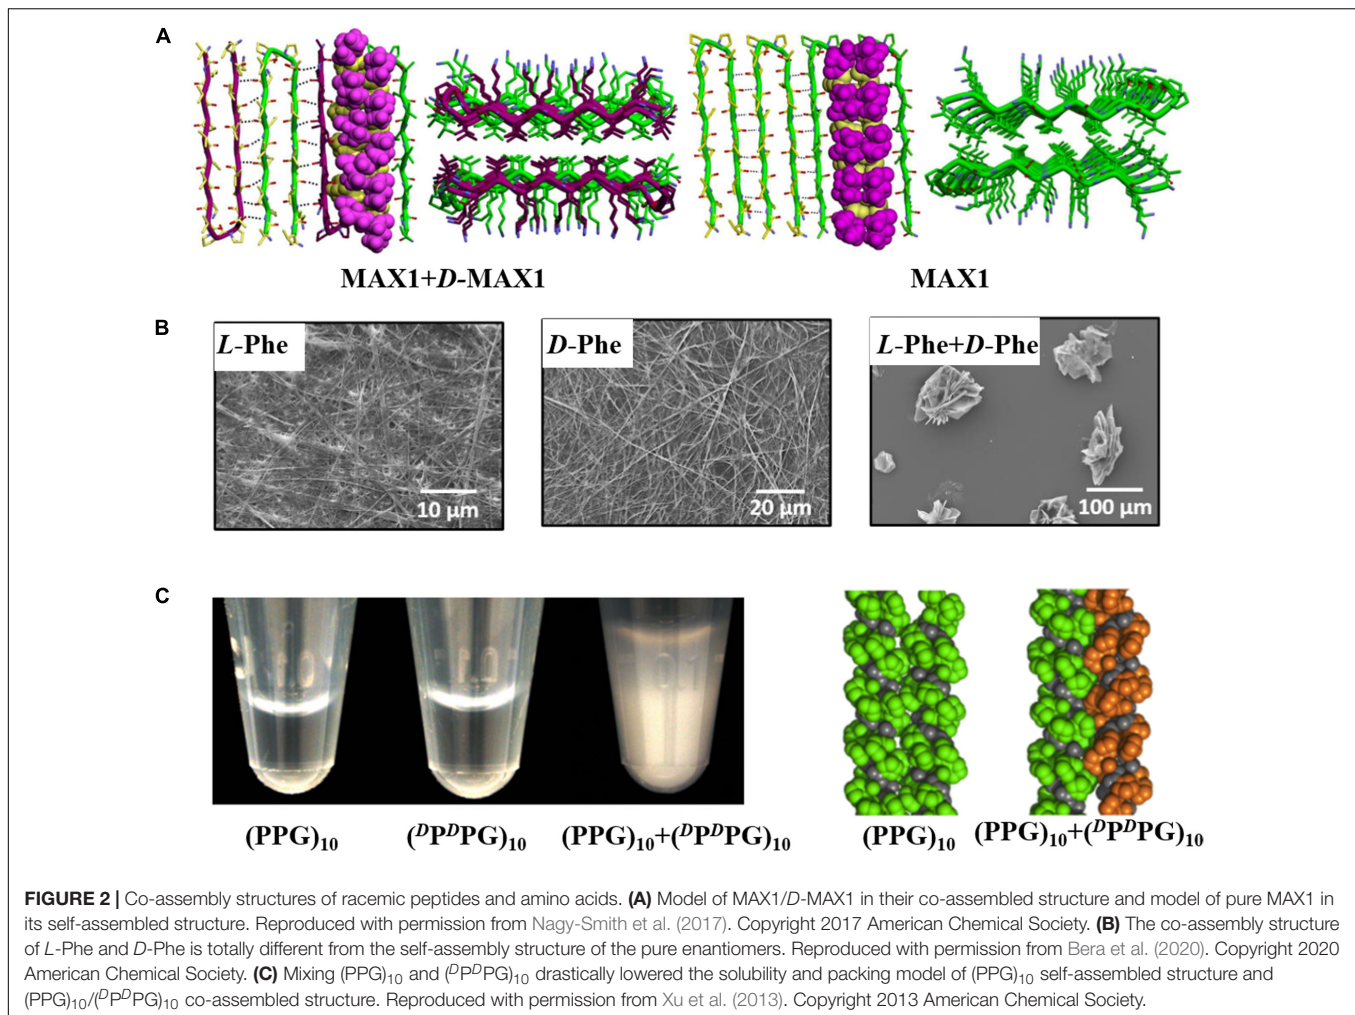 A
MAX1+D-MAX1
MAX1
B
L-Phe
D-Phe
L-Phe+D-Phe
10 µm
20 µm
100 µm
C
(PPG)10
(DPDPG)10
(PPG)10+(DPDPG)10
(PPG)10
(PPG)10+(DPDPG)10
FIGURE 2 | Co-assembly structures of racemic peptides and amino acids. (A) Model of MAX1/D-MAX1 in their co-assembled structure and model of pure MAX1 in
its self-assembled structure. Reproduced with permission from Nagy-Smith et al. (2017). Copyright 2017 American Chemical Society. (B) The co-assembly structure
of L-Phe and D-Phe is totally different from the self-assembly structure of the pure enantiomers. Reproduced with permission from Bera et al. (2020). Copyright 2020
American Chemical Society. (C) Mixing (PPG)10 and (DPDPG)10 drastically lowered the solubility and packing model of (PPG)10 self-assembled structure and
(PPG)10/(DPDPG)10 co-assembled structure. Reproduced with permission from Xu et al. (2013). Copyright 2013 American Chemical Society.